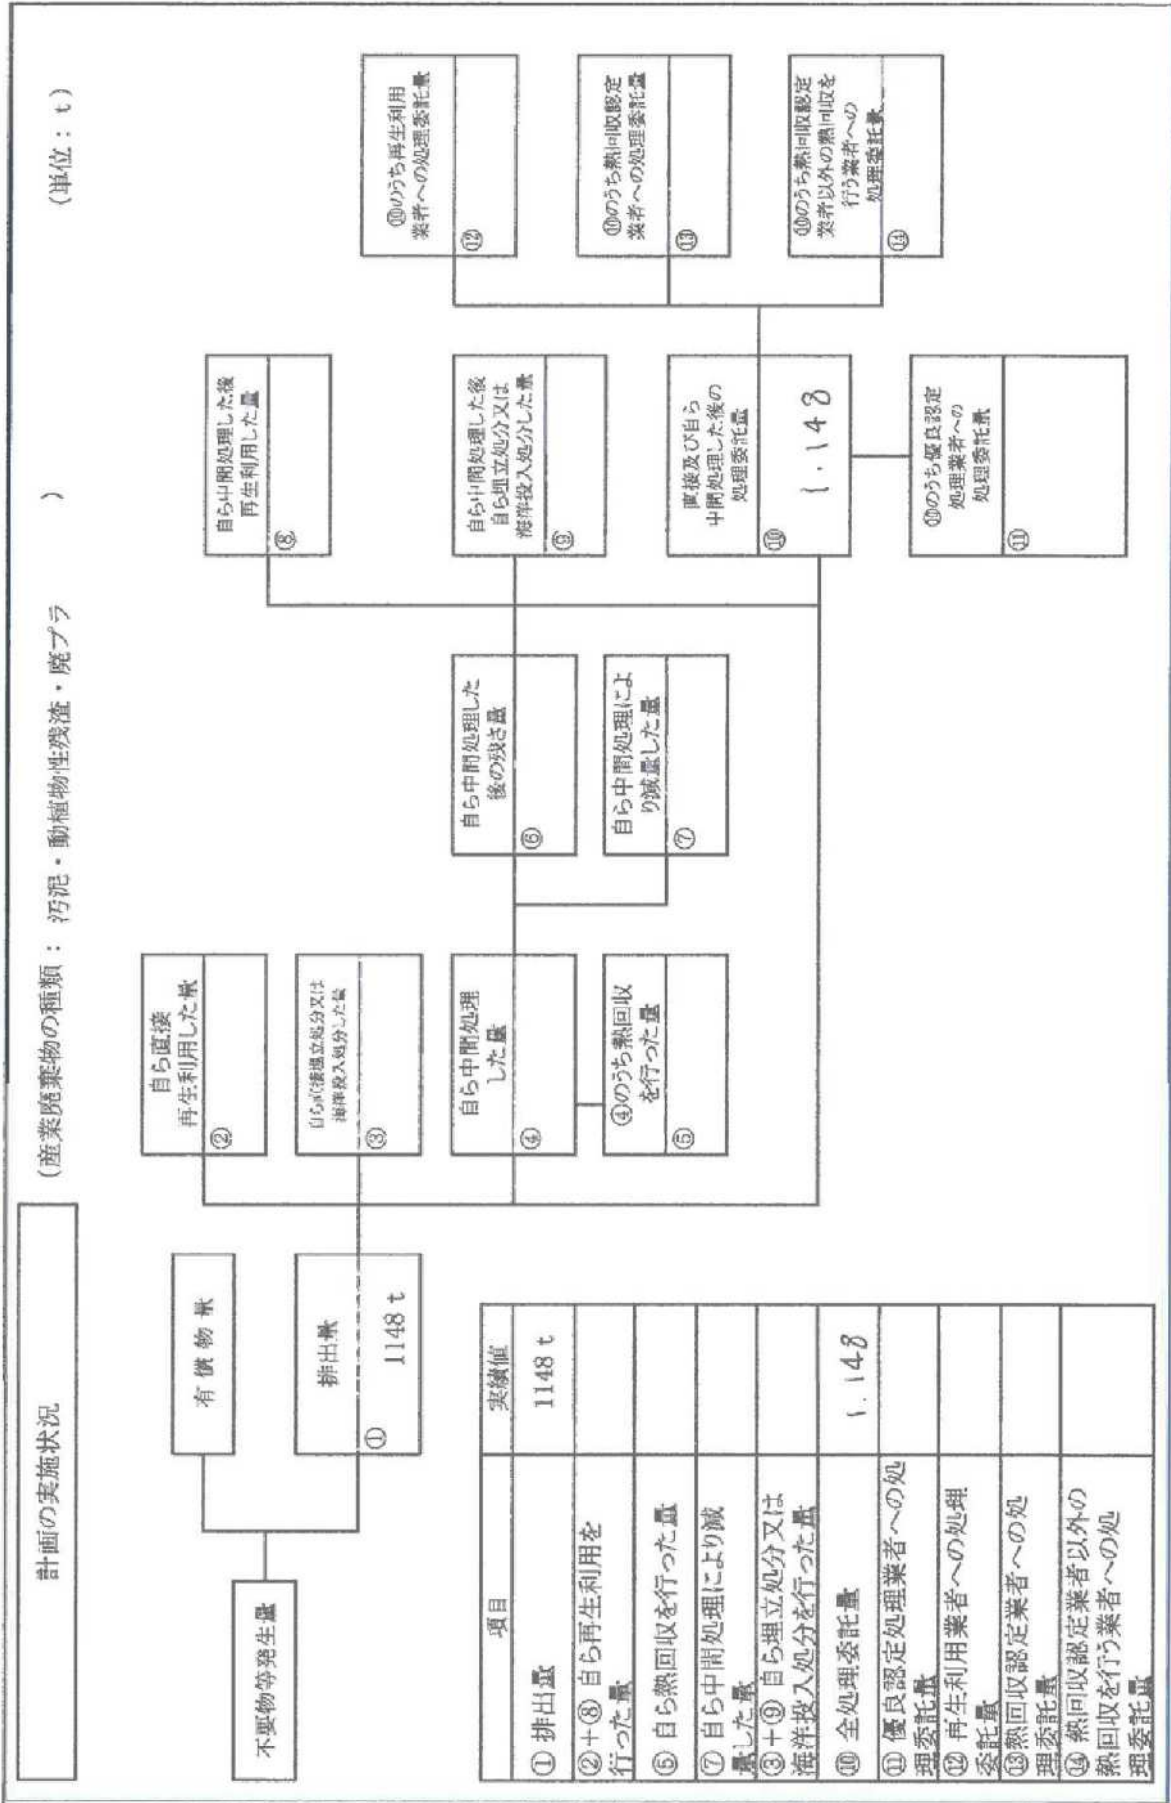 計画の実施状況
(産業廃棄物の種類 : 汚泥・動植物性残渣・廃プラ )
(単位 : t)
不要物等発生量
有 償 物 量
排出量
① 1148 t
自ら直接
再生利用した量
②
自ら直接埋立処分又は
海洋投入処分した量
③
自ら中間処理
した量
④
④のうち熱回収
を行った量
⑤
自ら中間処理した
後の残さ量
⑥
自ら中間処理によ
り減量した量
⑦
自ら中間処理した後
再生利用した量
⑧
自ら中間処理した後
自ら埋立処分又は
海洋投入処分した量
⑨
直接及び自ら
中間処理した後の
処理委託量
⑩ 1.148
⑩のうち優良認定
処理業者への
処理委託量
⑪
⑩のうち再生利用
業者への処理委託量
⑫
⑩のうち熱回収認定
業者への処理委託量
⑬
⑩のうち熱回収認定
業者以外の熱回収を
行う業者への
処理委託量
⑭
項目 実績値
① 排出量 1148 t
②+⑧ 自ら再生利用を
行った量
⑤ 自ら熱回収を行った量
⑦ 自ら中間処理により減
量した量
③+⑨ 自ら埋立処分又は
海洋投入処分を行った量
⑩ 全処理委託量 1.148
⑪ 優良認定処理業者への処
理委託量
⑫ 再生利用業者への処理
委託量
⑬熱回収認定業者への処
理委託量
⑭ 熱回収認定業者以外の
熱回収を行う業者への処
理委託量